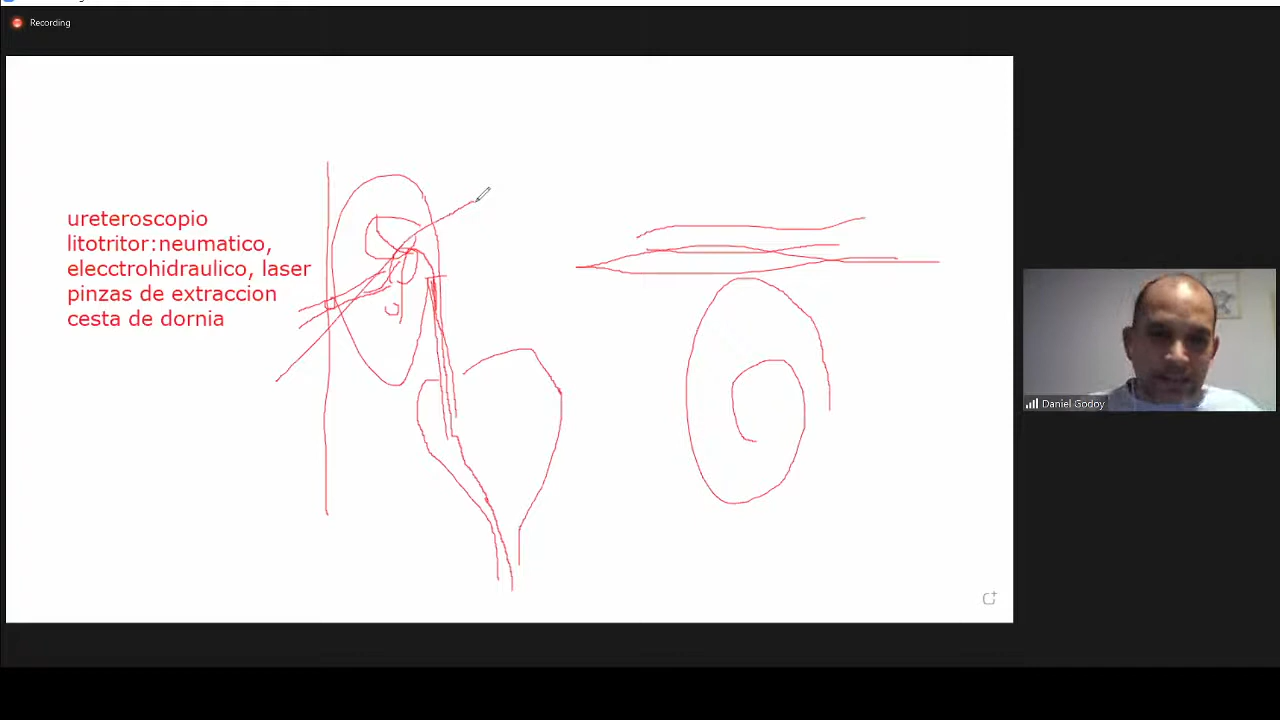 Recording
ureteroscopio
litotritor:neumatico,
elecctrohidraulico, laser
pinzas de extraccion
cesta de dornia
Daniel Godoy